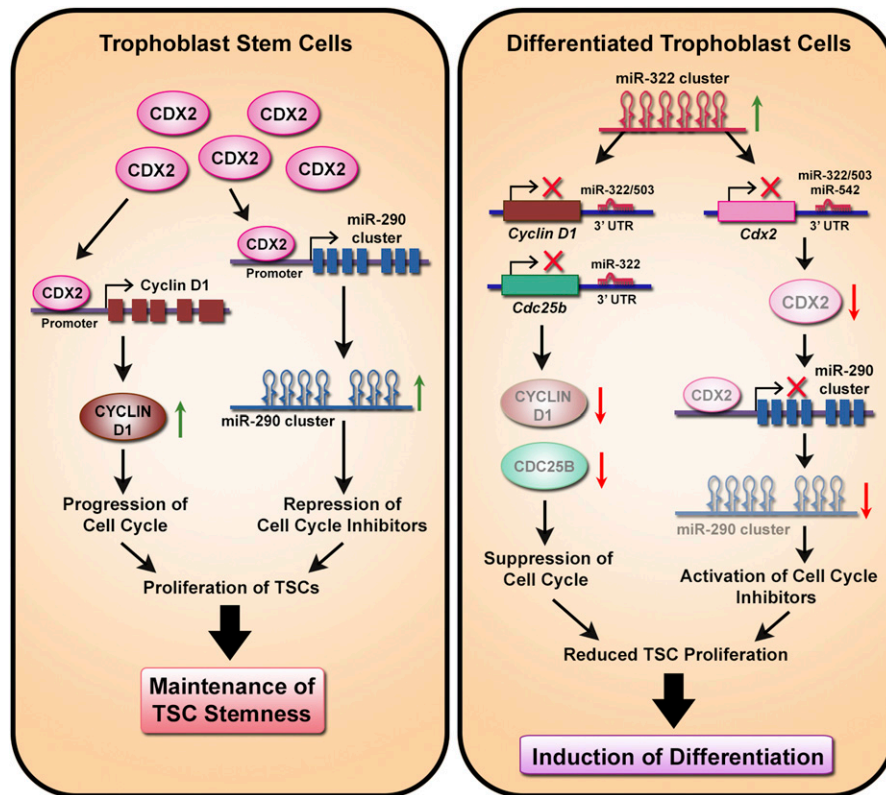 Trophoblast Stem Cells
CDX2
CDX2
CDX2
CDX2
CDX2
CDX2
Promoter
miR-290
cluster
CDX2
Promoter
Cyclin D1
CYCLIN
D1
miR-290 cluster
Progression of
Cell Cycle
Repression of
Cell Cycle Inhibitors
Proliferation of TSCs
Maintenance of
TSC Stemness
Differentiated Trophoblast Cells
miR-322 cluster
miR-322/503
Cyclin D1
3' UTR
miR-322/503
miR-542
Cdx2
3' UTR
miR-322
Cdc25b
3' UTR
CDX2
CYCLIN
D1
CDC25B
CDX2
miR-290
cluster
miR-290 cluster
Suppression of
Cell Cycle
Activation of Cell Cycle
Inhibitors
Reduced TSC Proliferation
Induction of Differentiation